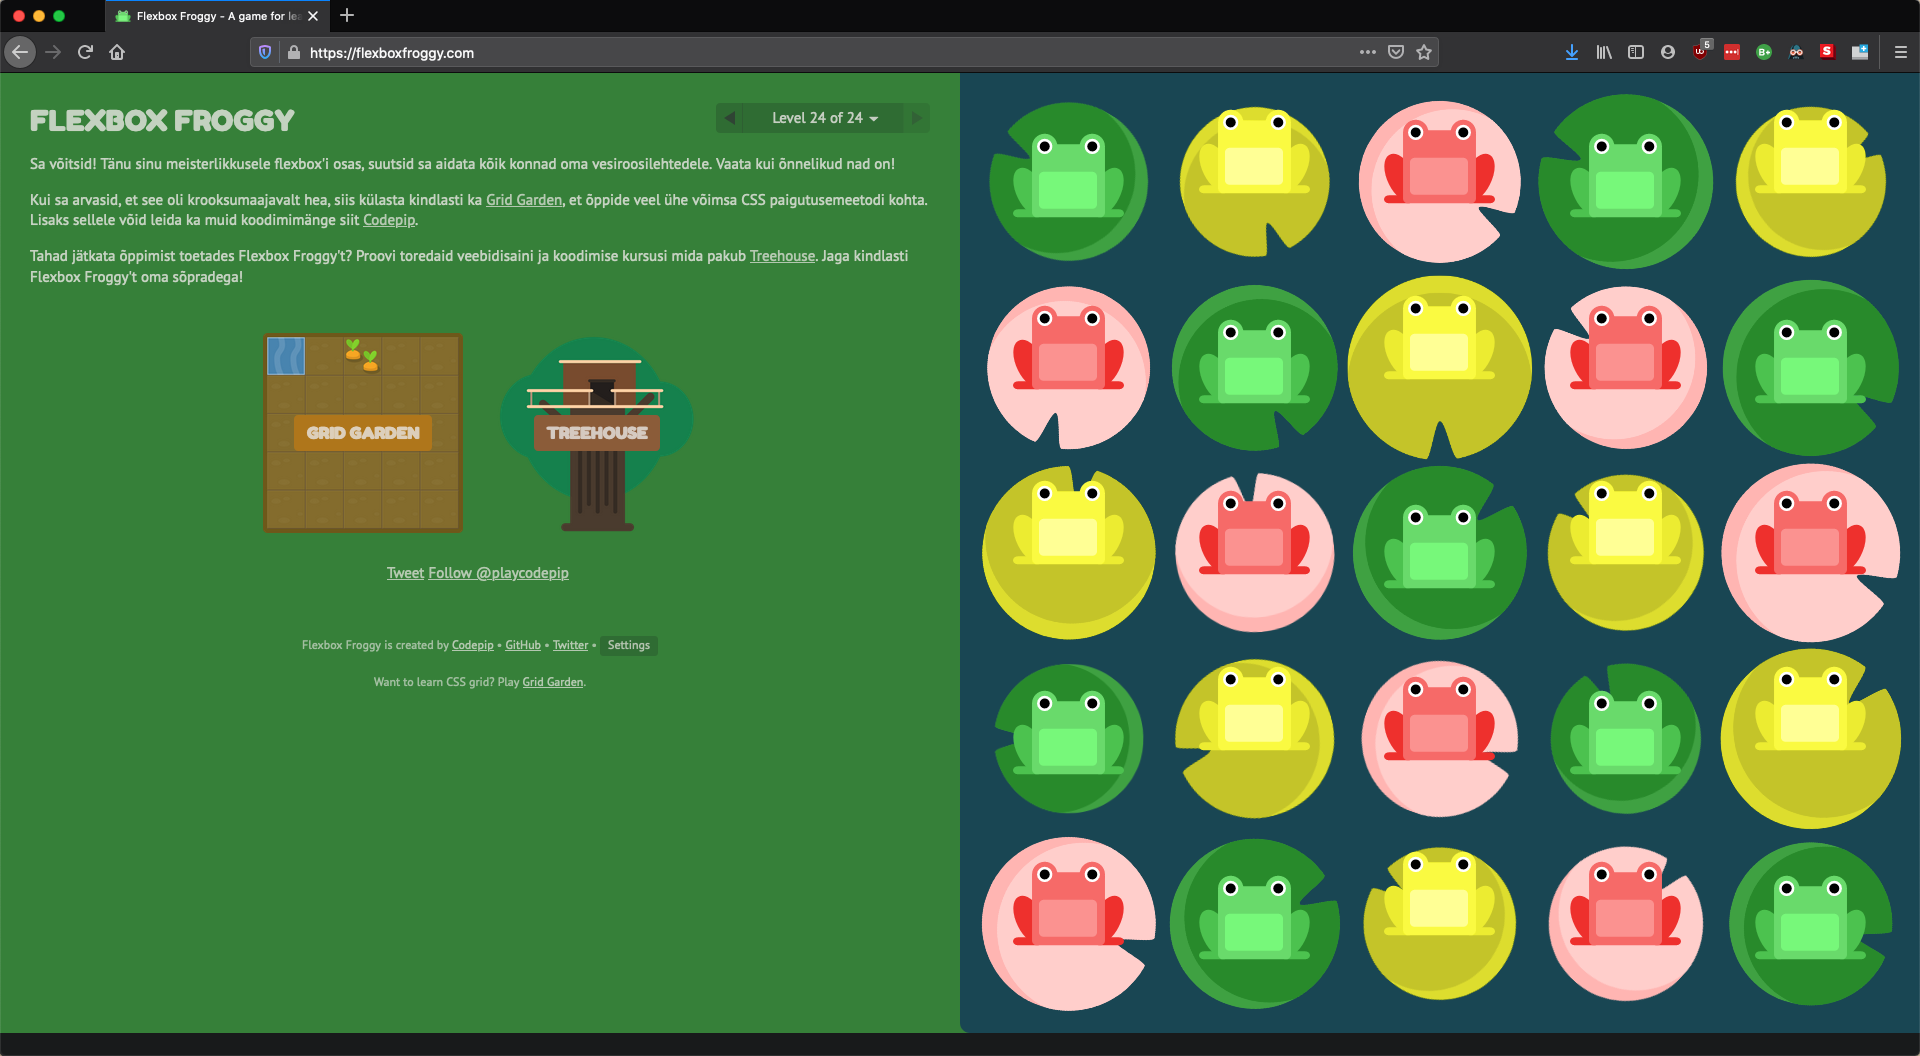 Flexbox Froggy - A game for le
https://flexboxfroggy.com
5
FLEXBOX FROGGY
Level 24 of 24
Sa võitsid! Tänu sinu meisterlikkusele flexbox'i osas, suutsid sa aidata kõik konnad oma vesiroosilehtedele. Vaata kui õnnelikud nad on!
Kui sa arvasid, et see oli krooksumaajavalt hea, siis külasta kindlasti ka Grid Garden, et õppide veel ühe võimsa CSS paigutusemeetodi kohta.
Lisaks sellele võid leida ka muid koodimimänge siit Codepip.
Tahad jätkata õppimist toetades Flexbox Froggy't? Proovi toredaid veebidisaini ja koodimise kursusi mida pakub Treehouse. Jaga kindlasti
Flexbox Froggy't oma sõpradega!
GRID GARDEN
TREEHOUSE
Tweet Follow @playcodepip
Flexbox Froggy is created by Codepip • GitHub • Twitter • Settings
Want to learn CSS grid? Play Grid Garden.